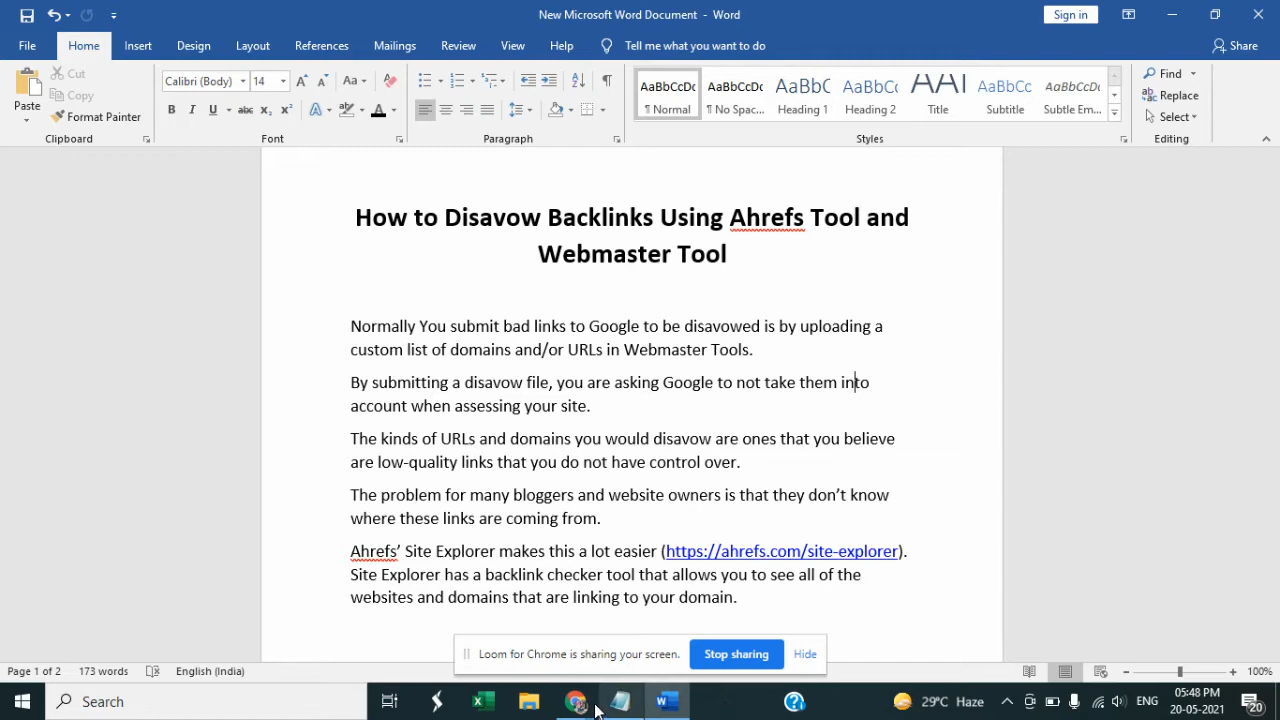 New Microsoft Word Document - Word
Sign in
File
Home
Insert
Design
Layout
References
Mailings
Review
View
Help
Tell me what you want to do
Share
Paste
Cut
Copy
Format Painter
Clipboard
Calibri (Body)
14
Font
Paragraph
AaBbCcDc
¶ Normal
AaBbCcDc
¶ No Spac...
AaBbC
Heading 1
AaBbCc
Heading 2
AAI
Title
AaBbCcD
Subtitle
AaBbCcDc
Subtle Em...
Styles
Find
Replace
Select
Editing
How to Disavow Backlinks Using Ahrefs Tool and
Webmaster Tool
Normally You submit bad links to Google to be disavowed is by uploading a
custom list of domains and/or URLs in Webmaster Tools.
By submitting a disavow file, you are asking Google to not take them into
account when assessing your site.
The kinds of URLs and domains you would disavow are ones that you believe
are low-quality links that you do not have control over.
The problem for many bloggers and website owners is that they don’t know
where these links are coming from.
Ahrefs’ Site Explorer makes this a lot easier (https://ahrefs.com/site-explorer).
Site Explorer has a backlink checker tool that allows you to see all of the
websites and domains that are linking to your domain.
Loom for Chrome is sharing your screen.
Stop sharing
Hide
Page 1 of 2
173 words
English (India)
100%
Search
29°C Haze
ENG
05:48 PM
20-05-2021
20